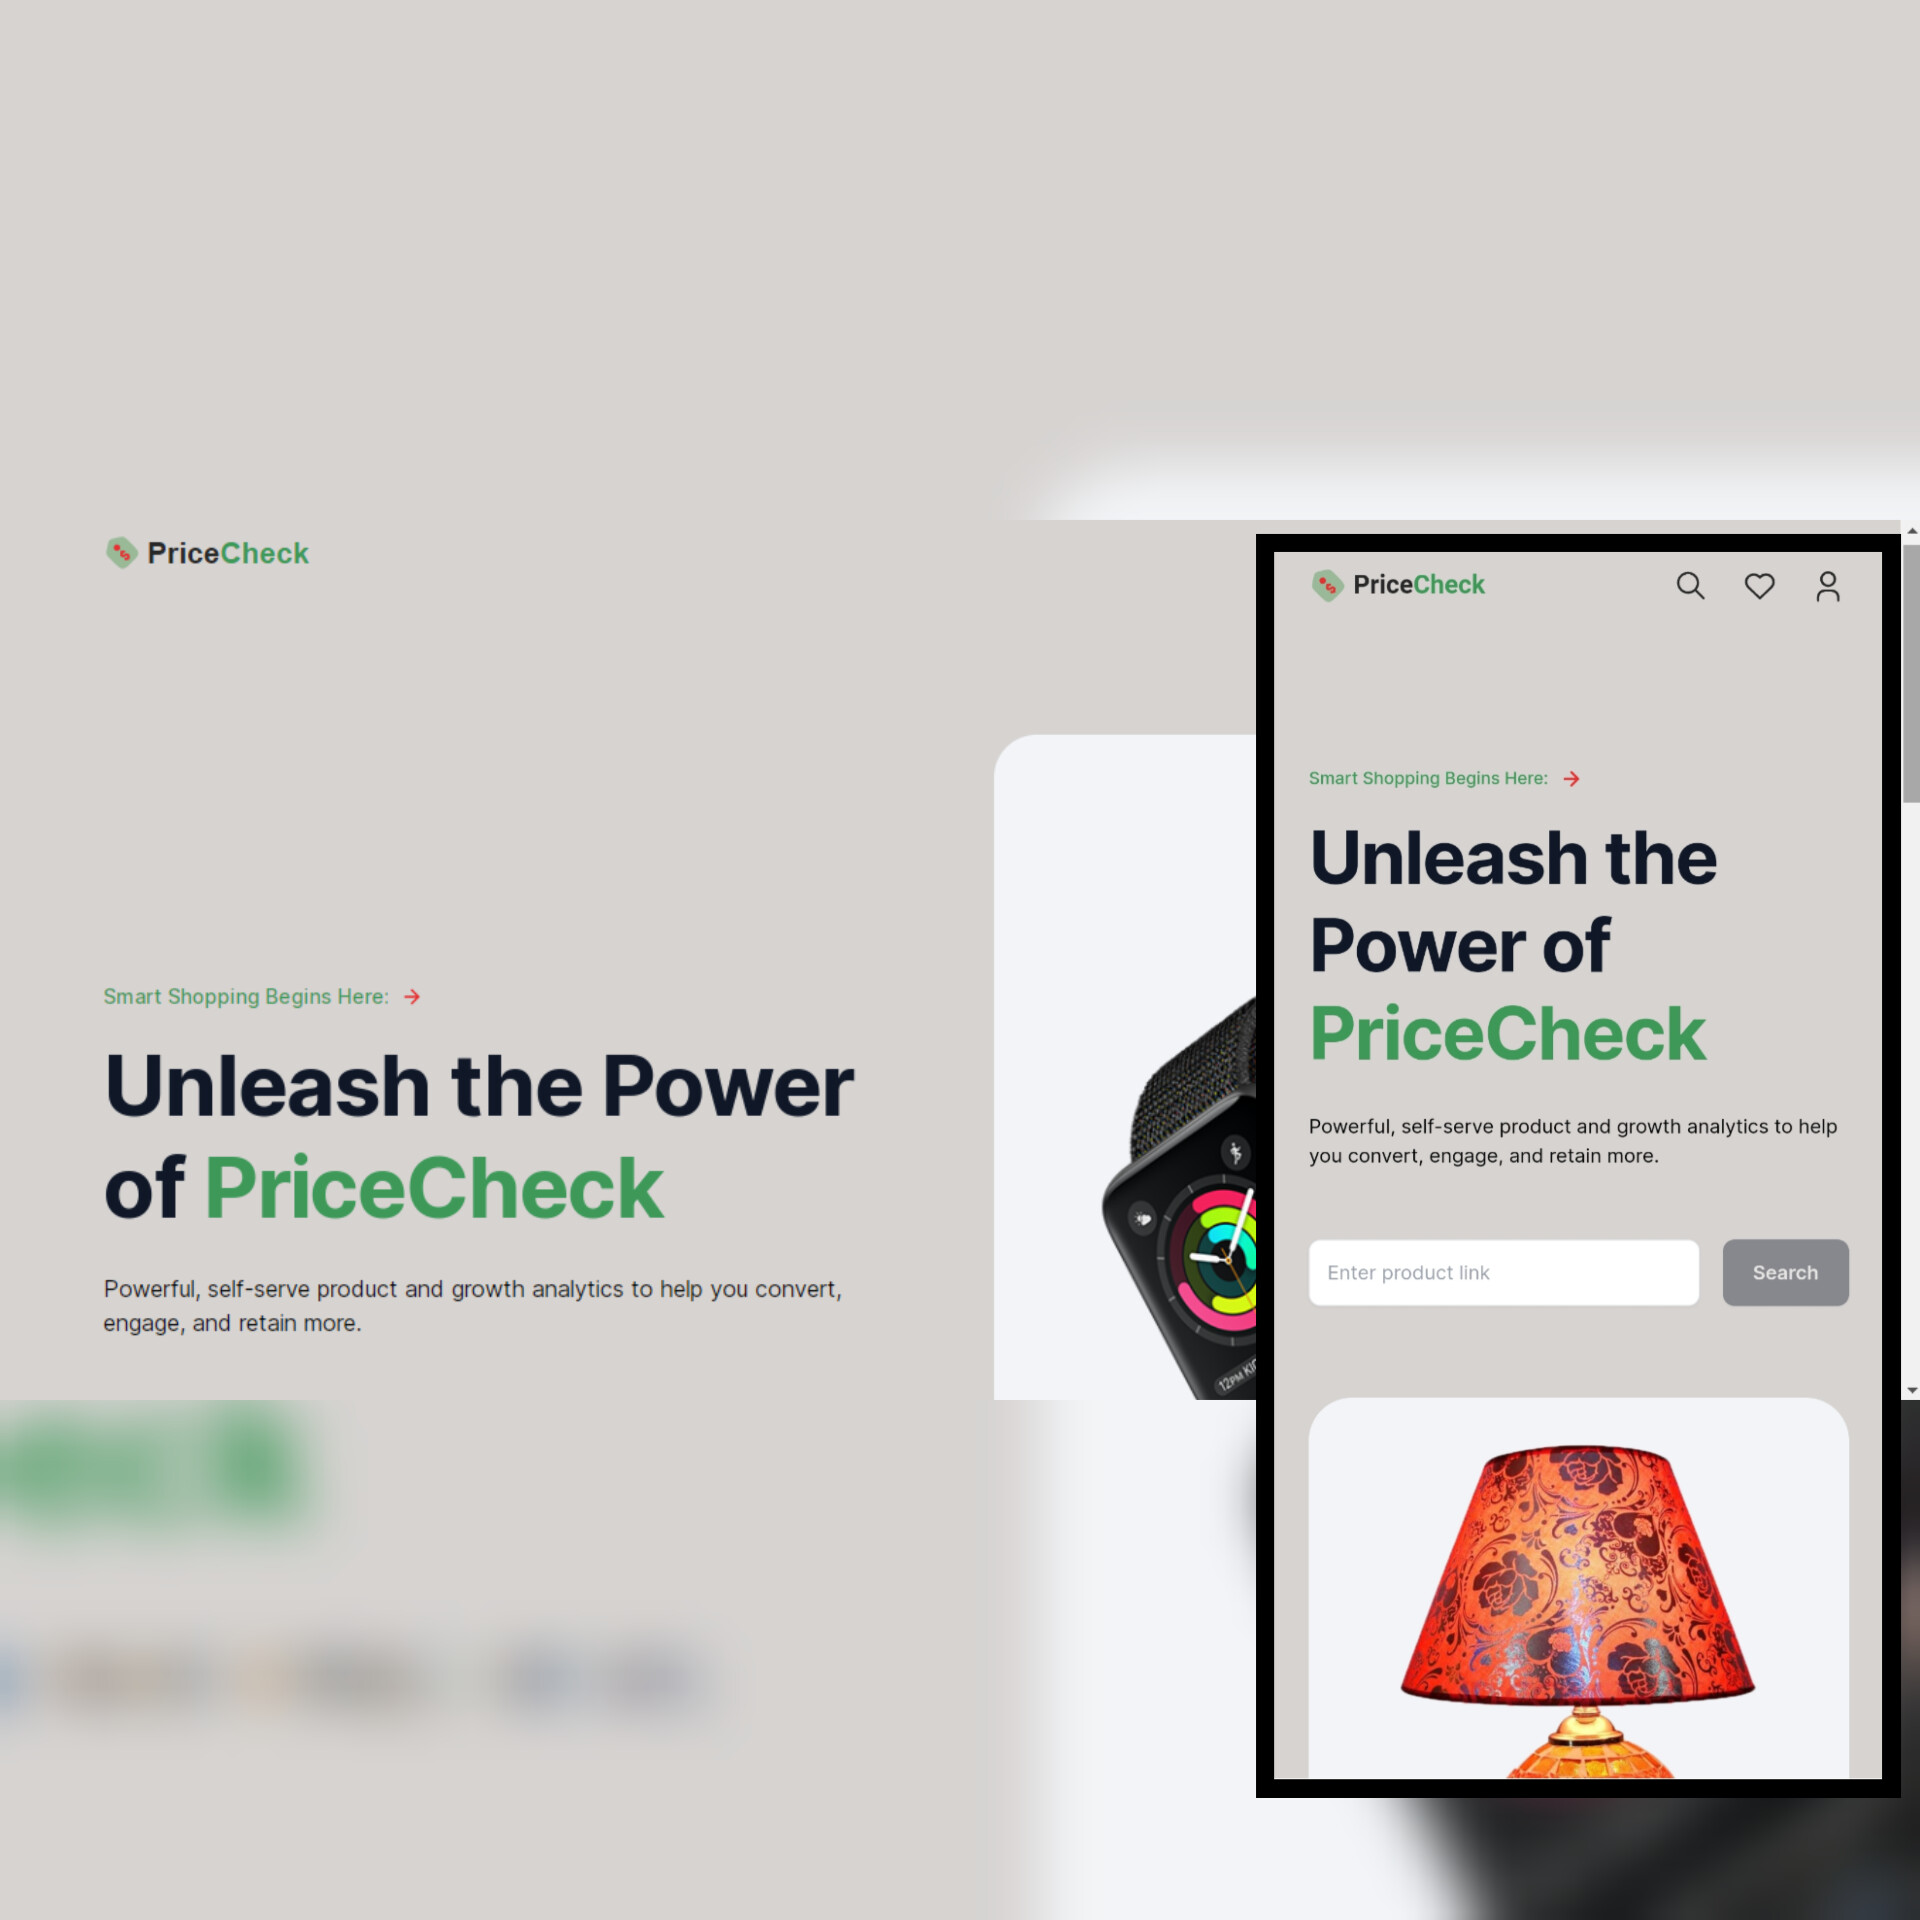 PriceCheck
Smart Shopping Begins Here:
Unleash the Power
of PriceCheck
Powerful, self-serve product and growth analytics to help you convert,
engage, and retain more.
12PM
PriceCheck
Smart Shopping Begins Here:
Unleash the
Power of
PriceCheck
Powerful, self-serve product and growth analytics to help
you convert, engage, and retain more.
Enter product link
Search